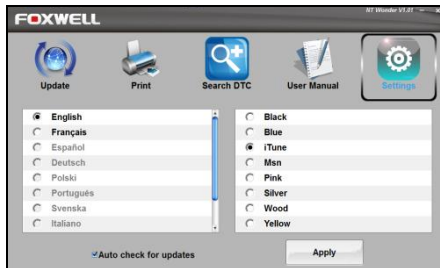 NT Wonder V1.01
FOXWELL
Update
Print
Search DTC
User Manual
Settings
English
Français
Español
Deutsch
Polski
Português
Svenska
Italiano
Black
Blue
iTune
Msn
Pink
Silver
Wood
Yellow
Auto check for updates
Apply